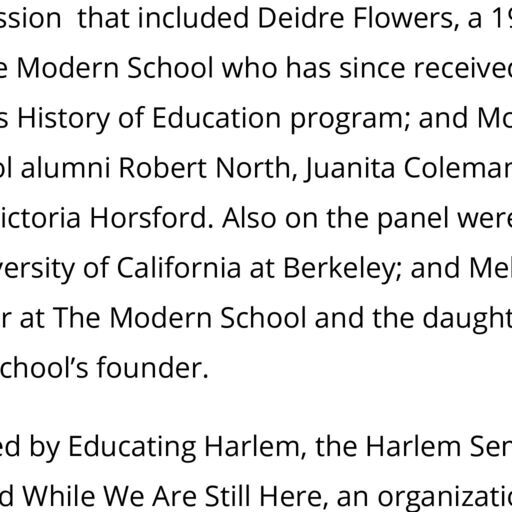 ssion that included Deidre Flowers, a 19
e Modern School who has since received
s History of Education program; and Mo
ol alumni Robert North, Juanita Coleman
ictoria Horsford. Also on the panel were
versity of California at Berkeley; and Mel
r at The Modern School and the daught
chool’s founder.
ed by Educating Harlem, the Harlem Sem
d While We Are Still Here, an organizatio